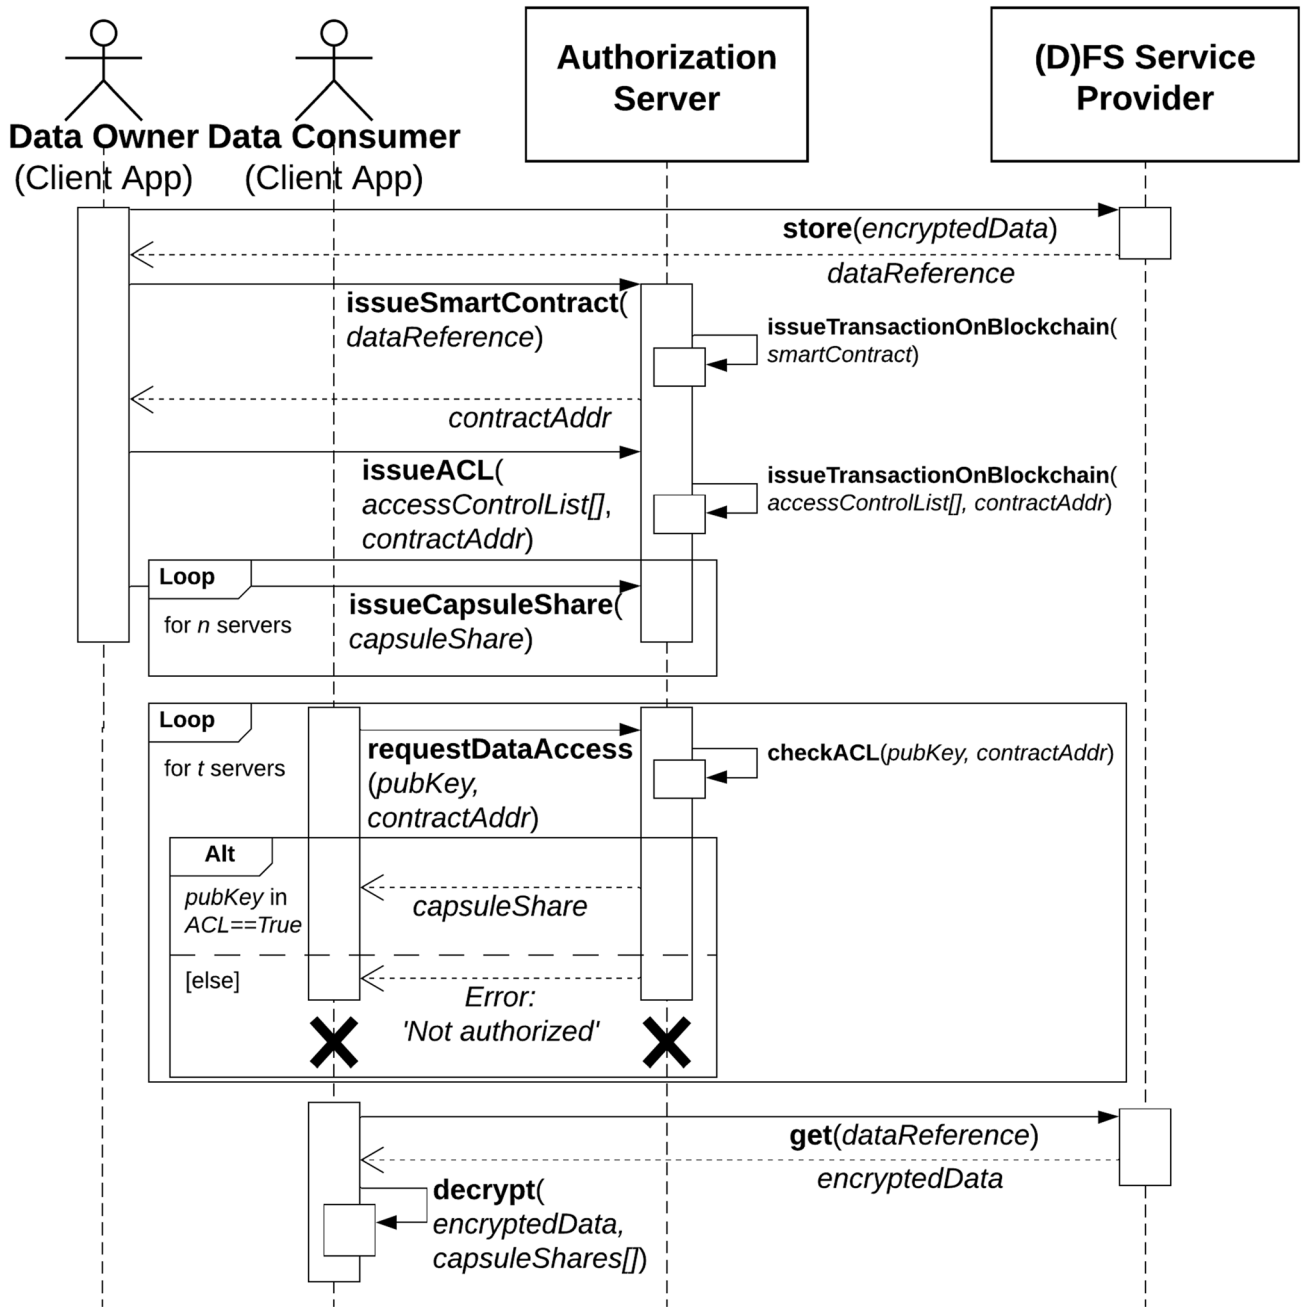 Data Owner
(Client App)
Data Consumer
(Client App)
Authorization
Server
(D)FS Service
Provider
store(encryptedData)
dataReference
issueSmartContract(
dataReference)
issueTransactionOnBlockchain(
smartContract)
contractAddr
issueACL(
accessControlList[],
contractAddr)
issueTransactionOnBlockchain(
accessControlList[], contractAddr)
Loop
for n servers
issueCapsuleShare(
capsuleShare)
Loop
for t servers
requestDataAccess
(pubKey,
contractAddr)
checkACL(pubKey, contractAddr)
Alt
pubKey in
ACL==True
capsuleShare
[else]
Error:
'Not authorized'
get(dataReference)
encryptedData
decrypt(
encryptedData,
capsuleShares[])